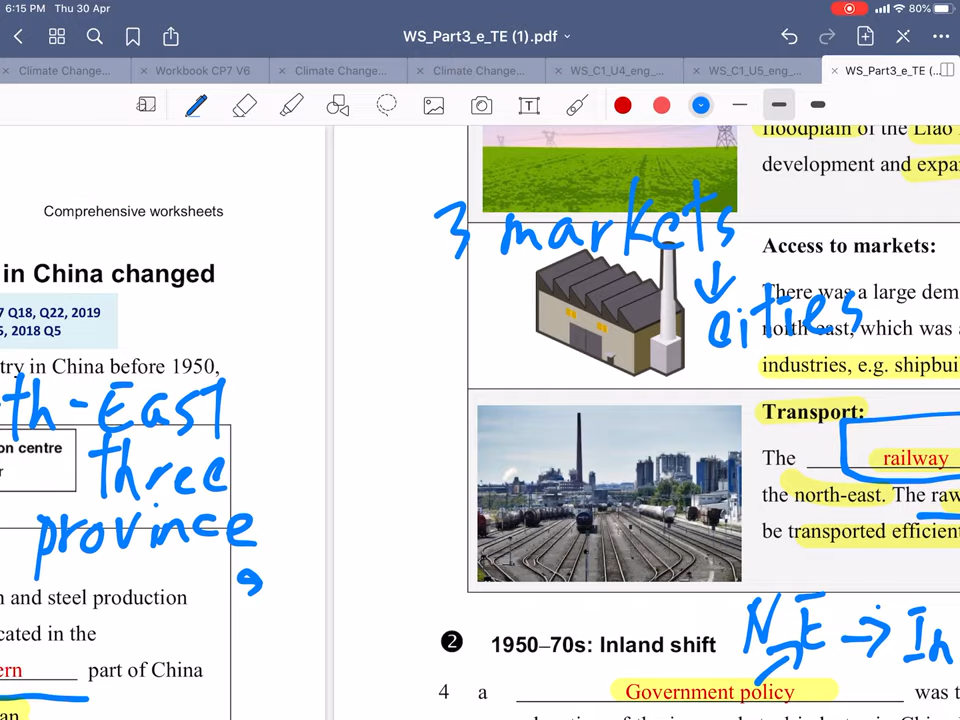 6:15 PM Thu 30 Apr
80%
WS_Part3_e_TE (1).pdf
Climate Change...
Workbook CP7 V6
Climate Change...
Climate Change...
WS_C1_U4_eng_...
WS_C1_U5_eng_...
WS_Part3_e_TE (...
T
Comprehensive worksheets
in China changed
7 Q18, Q22, 2019
, 2018 Q5
try in China before 1950,
th-East
on centre
three
province
n and steel production
cated in the
ern part of China
an
floodplain of the Liao
development and expa
3 markets
cities
Access to markets:
There was a large dem
north-east, which was a
industries, e.g. shipbui
Transport:
The railway
the north-east. The raw
be transported efficient
2 1950–70s: Inland shift
NE → In
4 a Government policy was t